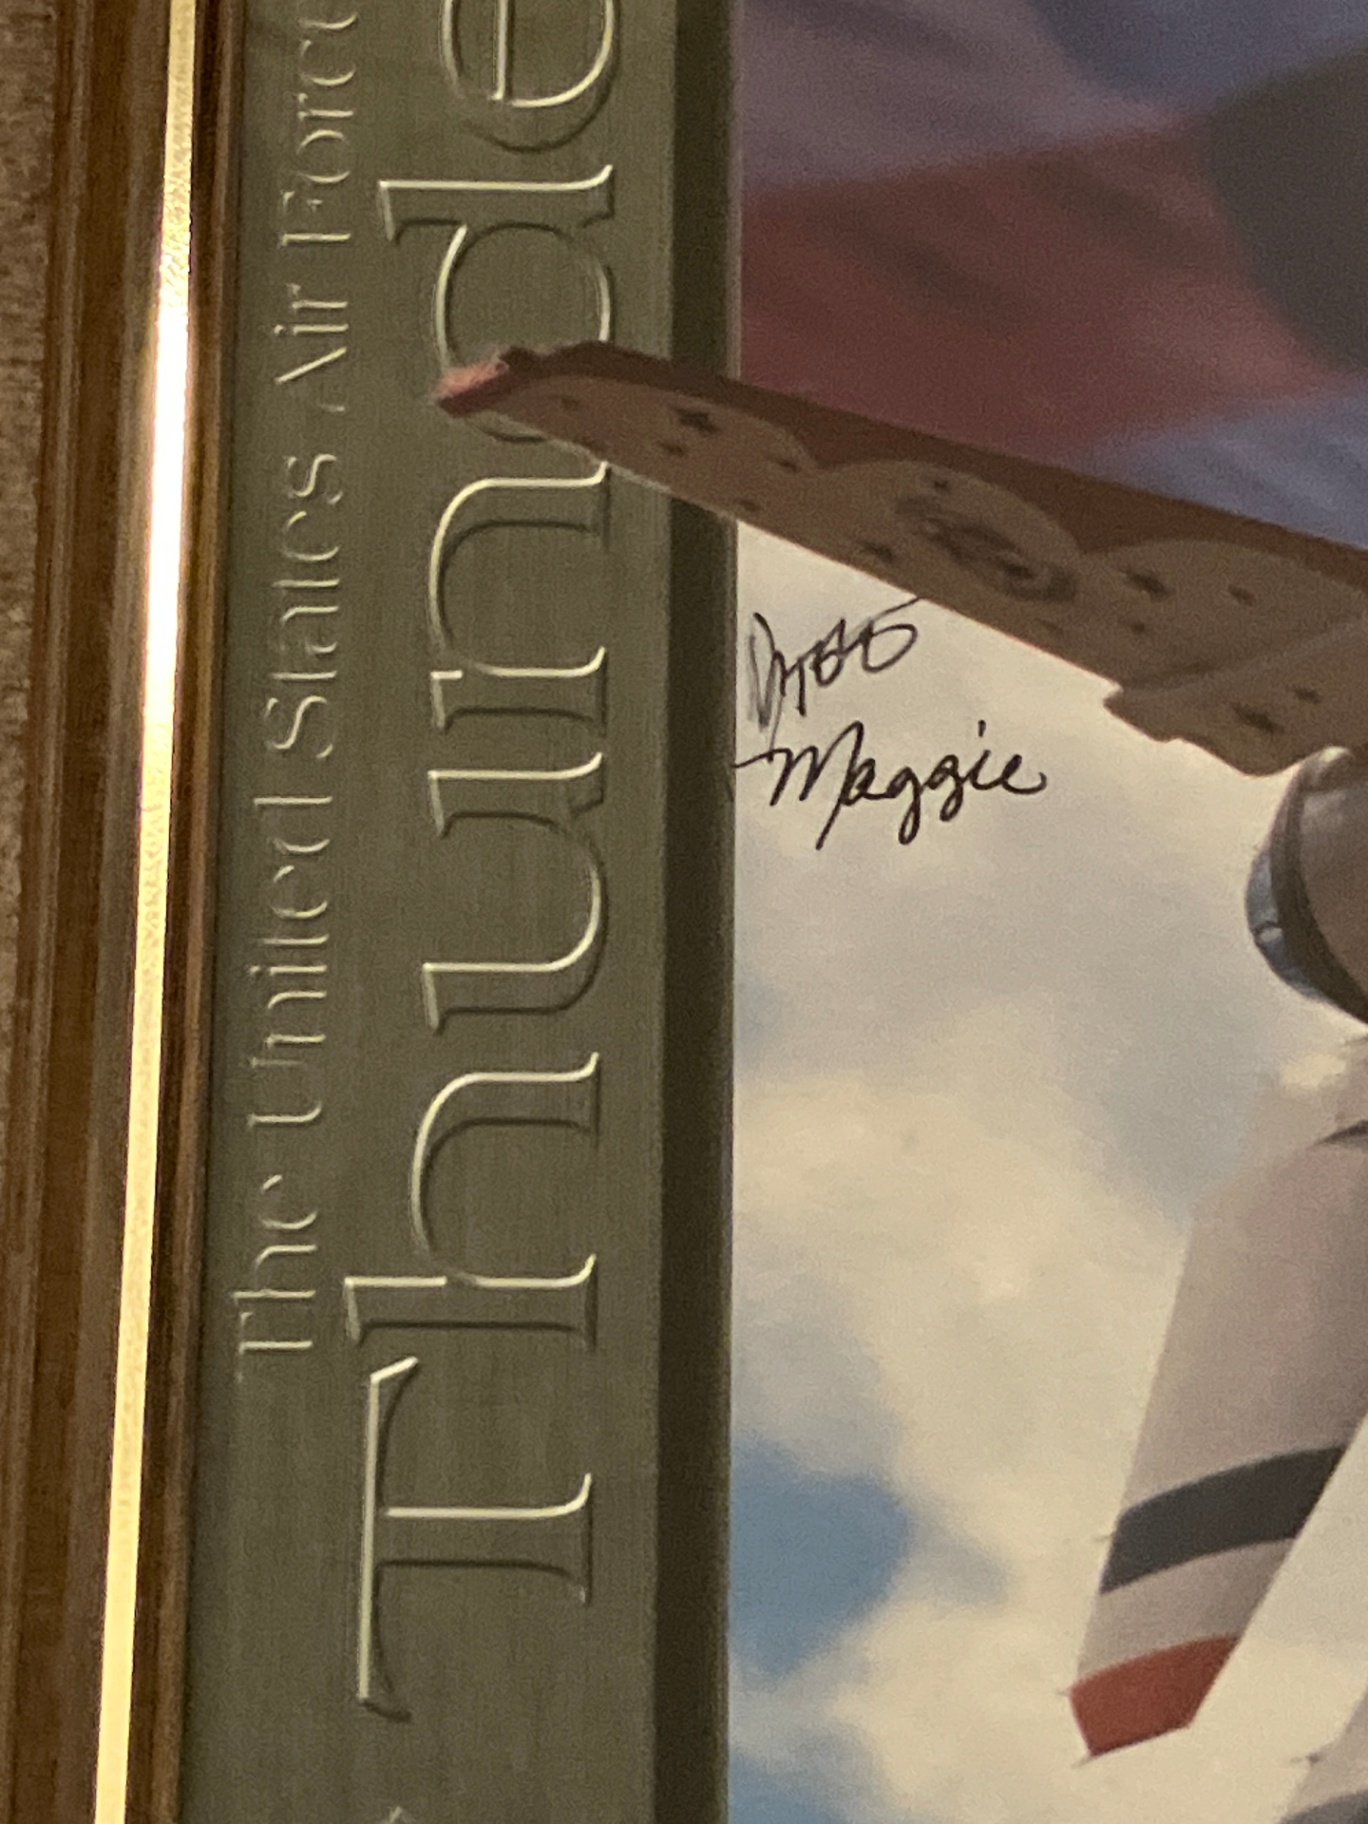 The United States Air Force
Thunde
Maggie